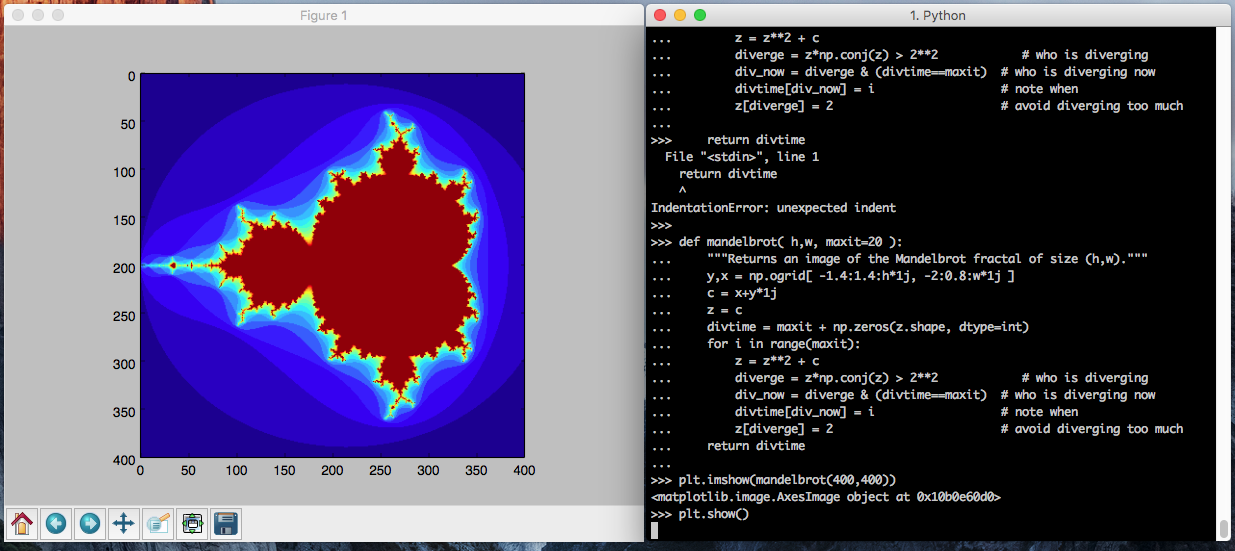 Figure 1
0
50
100
150
200
250
300
350
400
0 50 100 150 200 250 300 350 400
1. Python
... z = z**2 + c
... diverge = z*np.conj(z) > 2**2 # who is diverging
... div_now = diverge & (divtime==maxit) # who is diverging now
... divtime[div_now] = i # note when
... z[diverge] = 2 # avoid diverging too much
...
>>> return divtime
File "<stdin>", line 1
return divtime
^
IndentationError: unexpected indent
>>>
>>> def mandelbrot( h,w, maxit=20 ):
... """Returns an image of the Mandelbrot fractal of size (h,w)."""
... y,x = np.ogrid[ -1.4:1.4:h*1j, -2:0.8:w*1j ]
... c = x+y*1j
... z = c
... divtime = maxit + np.zeros(z.shape, dtype=int)
... for i in range(maxit):
... z = z**2 + c
... diverge = z*np.conj(z) > 2**2 # who is diverging
... div_now = diverge & (divtime==maxit) # who is diverging now
... divtime[div_now] = i # note when
... z[diverge] = 2 # avoid diverging too much
... return divtime
...
>>> plt.imshow(mandelbrot(400,400))
<matplotlib.image.AxesImage object at 0x10b0e60d0>
>>> plt.show()